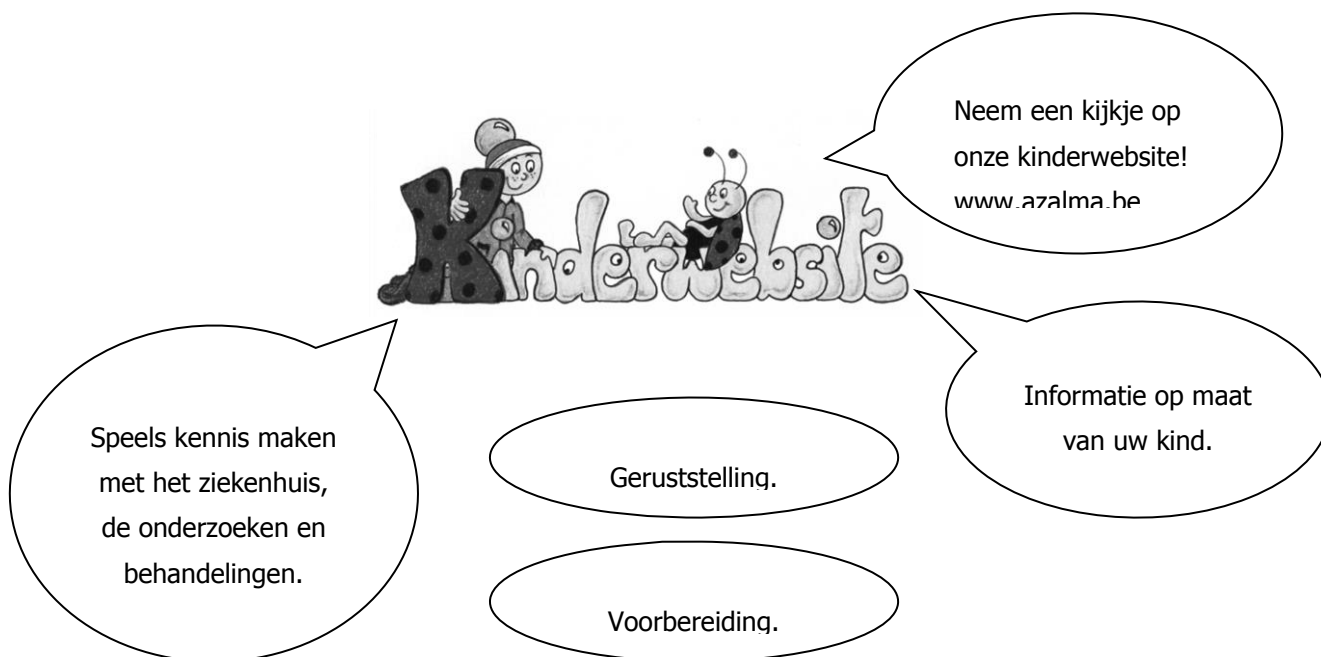 Neem een kijkje op
onze kinderwebsite!
www.azalma.be
Kinderwebsite
Informatie op maat
van uw kind.
Speels kennis maken
met het ziekenhuis,
de onderzoeken en
behandelingen.
Geruststelling.
Voorbereiding.